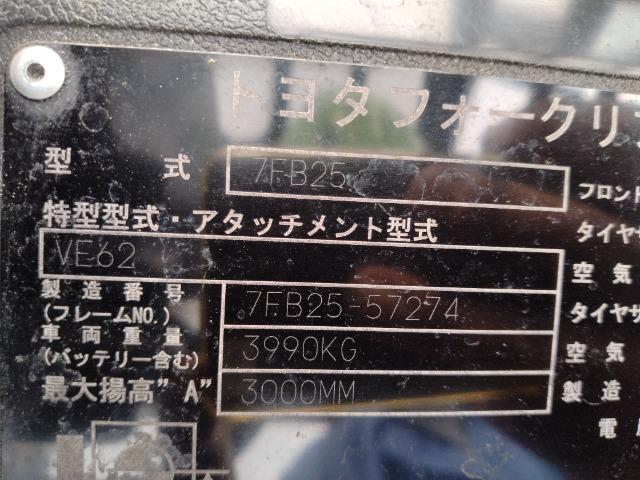 トヨタフォークリフ
型 式 7FB25 フロント
特型型式・アタッチメント型式 タイヤサ
VE62 空 気
製造番号 (フレームNO.) 7FB25-57274 タイヤサ
車両重量 (バッテリー含む) 3990KG 空 気
最大揚高"A" 3000MM 製 造
電